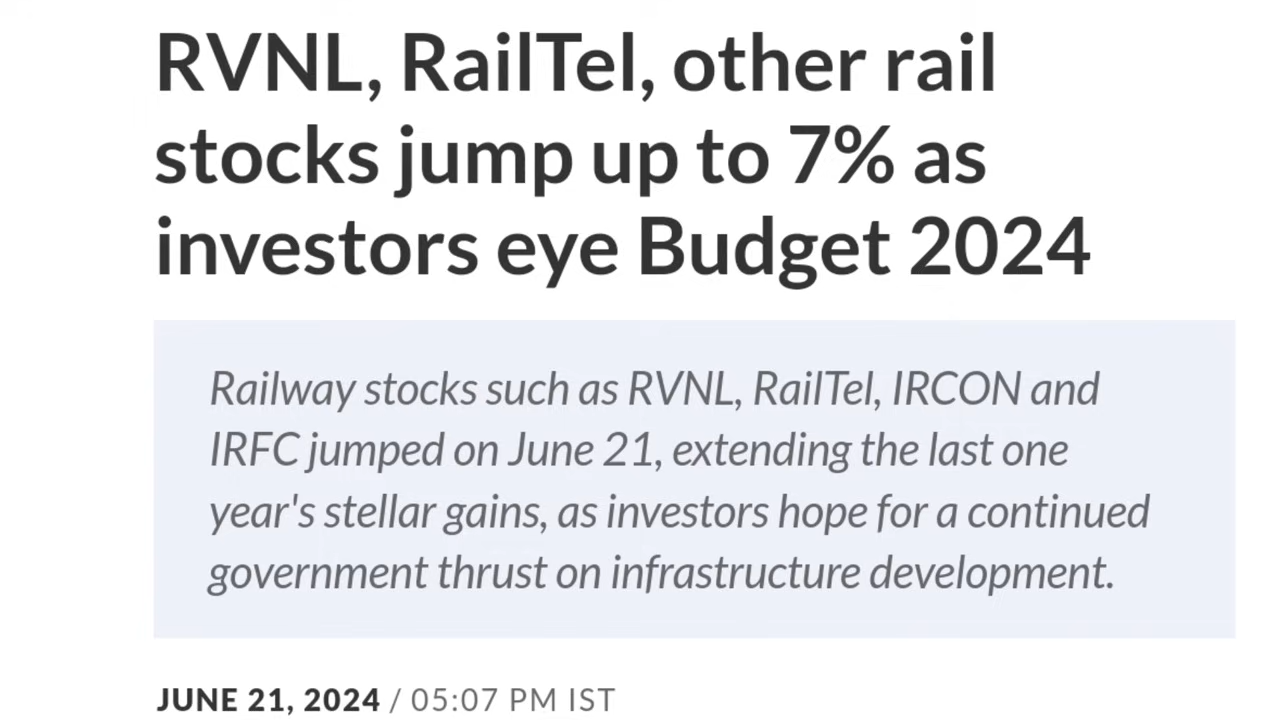 RVNL, RailTel, other rail
stocks jump up to 7% as
investors eye Budget 2024
Railway stocks such as RVNL, RailTel, IRCON and
IRFC jumped on June 21, extending the last one
year's stellar gains, as investors hope for a continued
government thrust on infrastructure development.
JUNE 21, 2024 / 05:07 PM IST